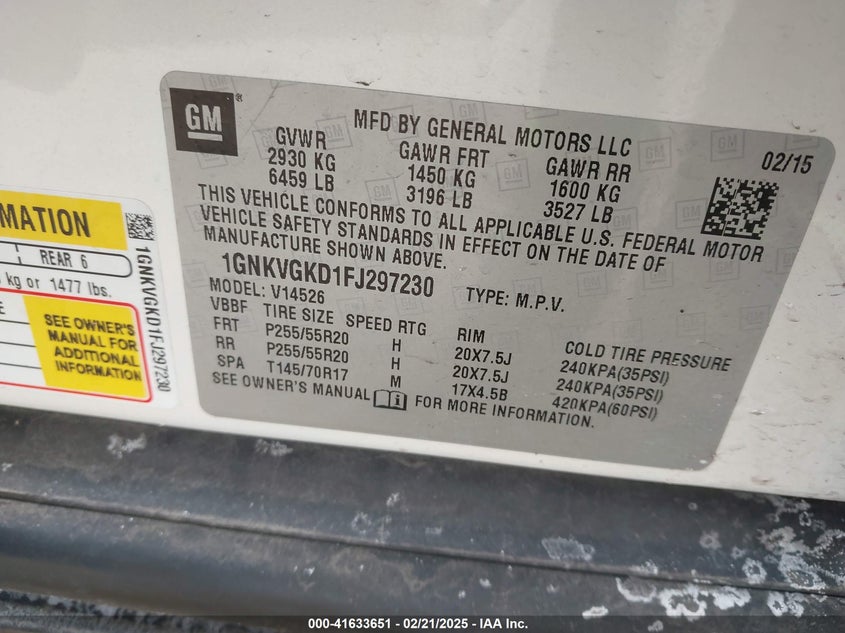 GM ®
MFD BY GENERAL MOTORS LLC
GVWR GAWR FRT GAWR RR 02/15
2930 KG 1450 KG 1600 KG
6459 LB 3196 LB 3527 LB
THIS VEHICLE CONFORMS TO ALL APPLICABLE U.S. FEDERAL MOTOR
VEHICLE SAFETY STANDARDS IN EFFECT ON THE DATE OF
MANUFACTURE SHOWN ABOVE.
1GNKVGKD1FJ297230 TYPE: M.P.V.
MODEL: V14526
VBBF TIRE SIZE SPEED RTG RIM COLD TIRE PRESSURE
FRT P255/55R20 H 20X7.5J 240KPA(35PSI)
RR P255/55R20 H 20X7.5J 240KPA(35PSI)
SPA T145/70R17 M 17X4.5B 420KPA(60PSI)
SEE OWNER'S MANUAL FOR MORE INFORMATION.
REAR 6
kg or 1477 lbs.
SEE OWNER'S
MANUAL FOR
ADDITIONAL
INFORMATION
1GNKVGKD1FJ297230
000-41633651 / 02/21/2025 - IAA Inc.